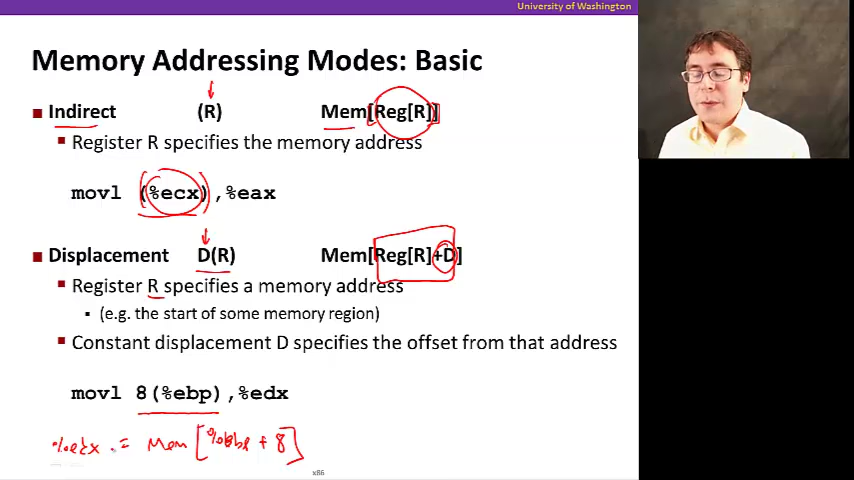 University of Washington
Memory Addressing Modes: Basic
Indirect (R) Mem[Reg[R]]
Register R specifies the memory address
movl (%ecx),%eax
Displacement D(R) Mem[Reg[R]+D]
Register R specifies a memory address
(e.g. the start of some memory region)
Constant displacement D specifies the offset from that address
movl 8(%ebp),%edx
= Mem[%ebp + 8]
x86